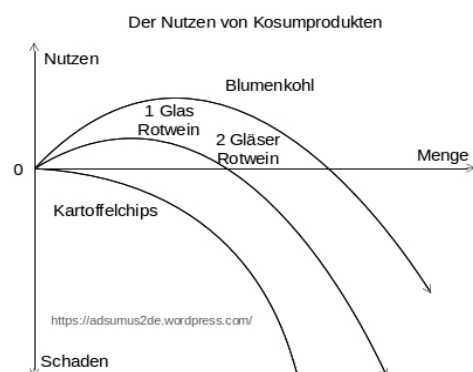 Der Nutzen von Kosumprodukten
Nutzen
Blumenkohl
1 Glas
Rotwein
2 Gläser
Rotwein
Menge
0
Kartoffelchips
https://adsumus2de.wordpress.com/
Schaden